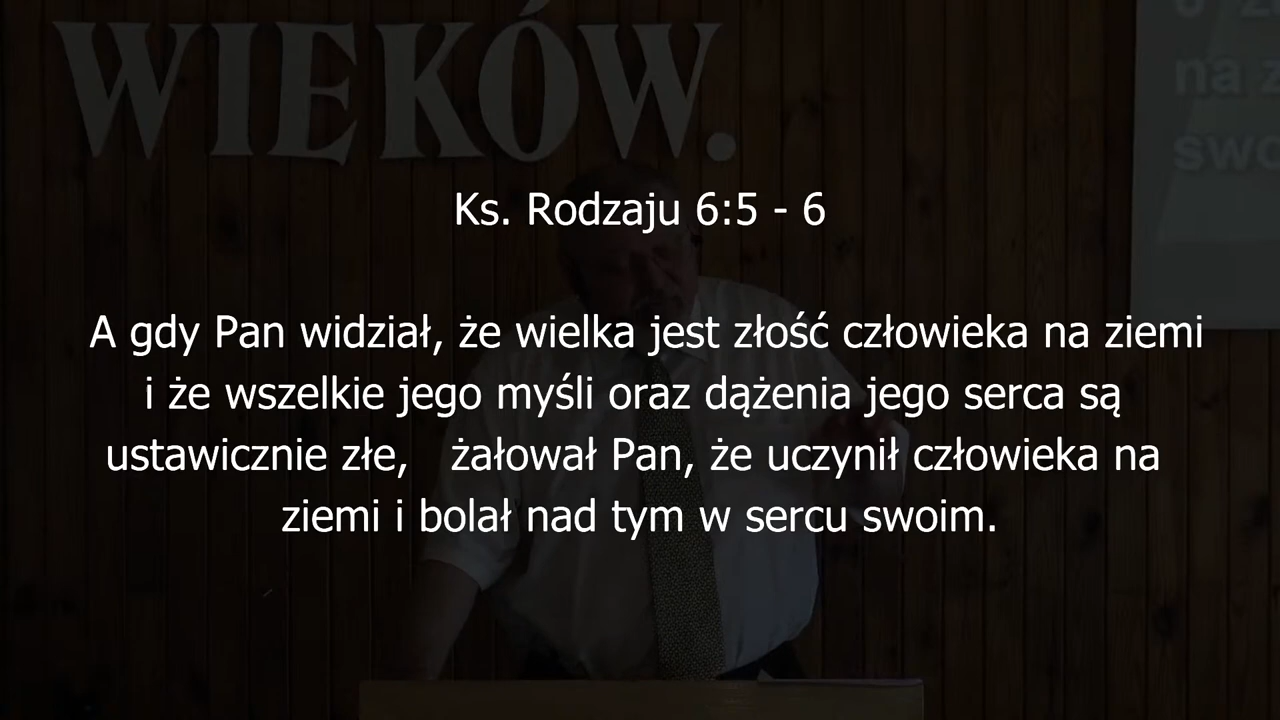 WIEKÓW.
na z
swo
Ks. Rodzaju 6:5 - 6
A gdy Pan widział, że wielka jest złość człowieka na ziemi
i że wszelkie jego myśli oraz dążenia jego serca są
ustawicznie złe, żałował Pan, że uczynił człowieka na
ziemi i bolał nad tym w sercu swoim.